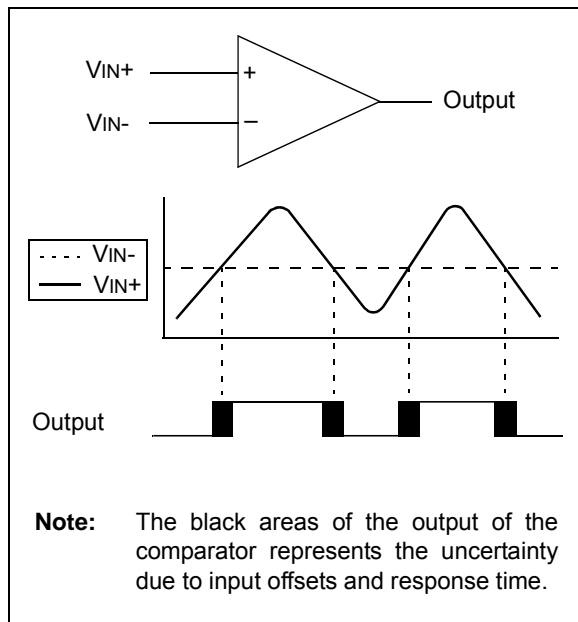 VIN+
+
Output
VIN-
–
VIN-
VIN+
Output
Note: The black areas of the output of the
comparator represents the uncertainty
due to input offsets and response time.